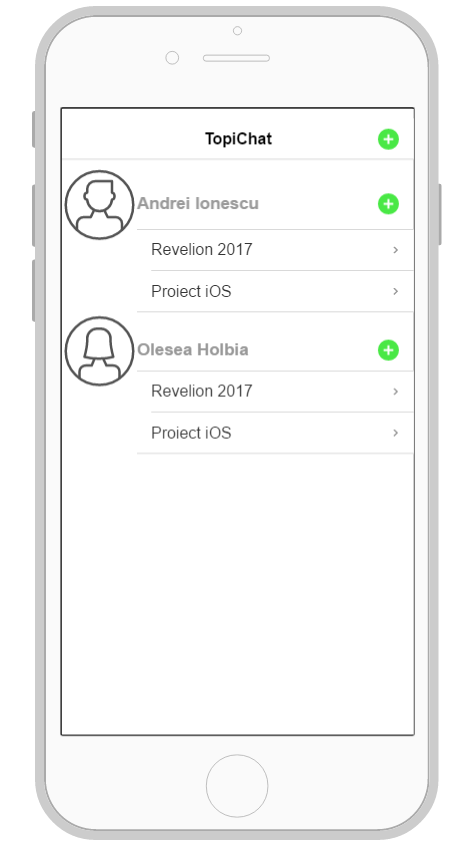 TopiChat
Andrei Ionescu
Revelion 2017
Proiect iOS
Olesea Holbia
Revelion 2017
Proiect iOS